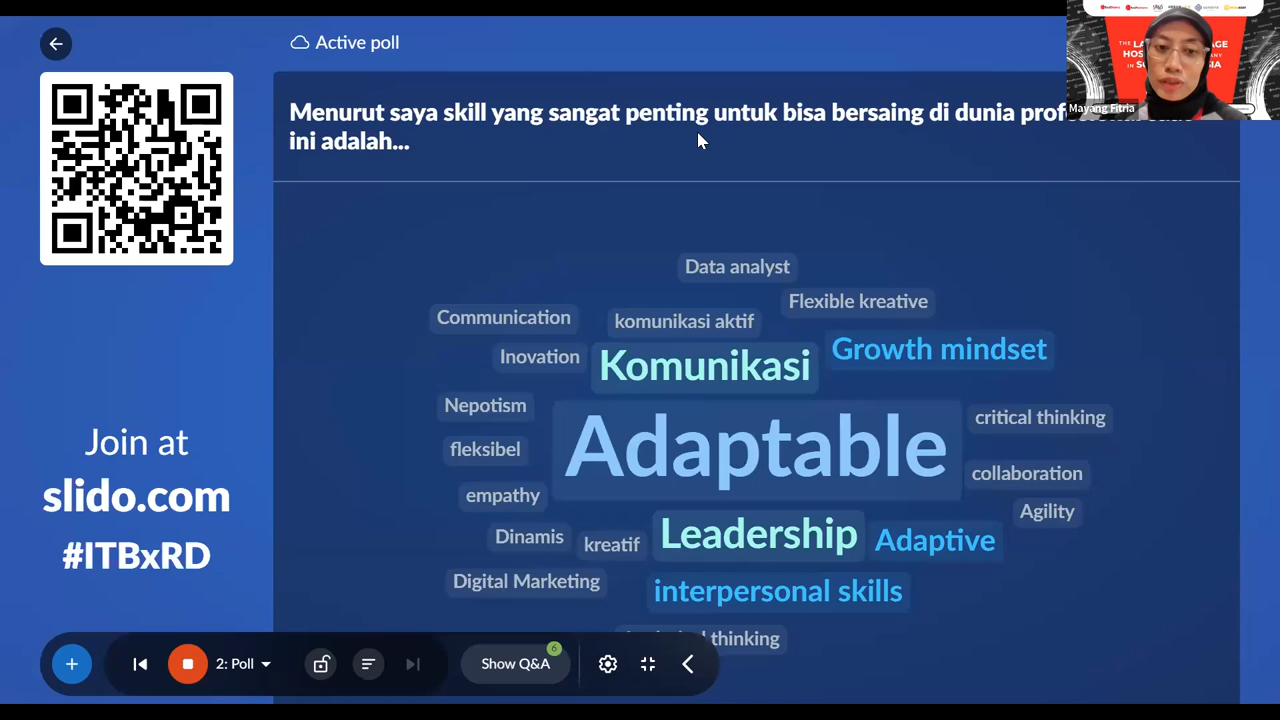 Active poll
Menurut saya skill yang sangat penting untuk bisa bersaing di dunia
ini adalah...
Mayang Fitria
Data analyst
Flexible kreative
Communication
komunikasi aktif
Growth mindset
Inovation
Komunikasi
Nepotism
Adaptable
critical thinking
fleksibel
collaboration
empathy
Agility
Dinamis
kreatif
Leadership
Adaptive
Digital Marketing
interpersonal skills
thinking
Join at
slido.com
#ITBxRD
2: Poll
Show Q&A
6